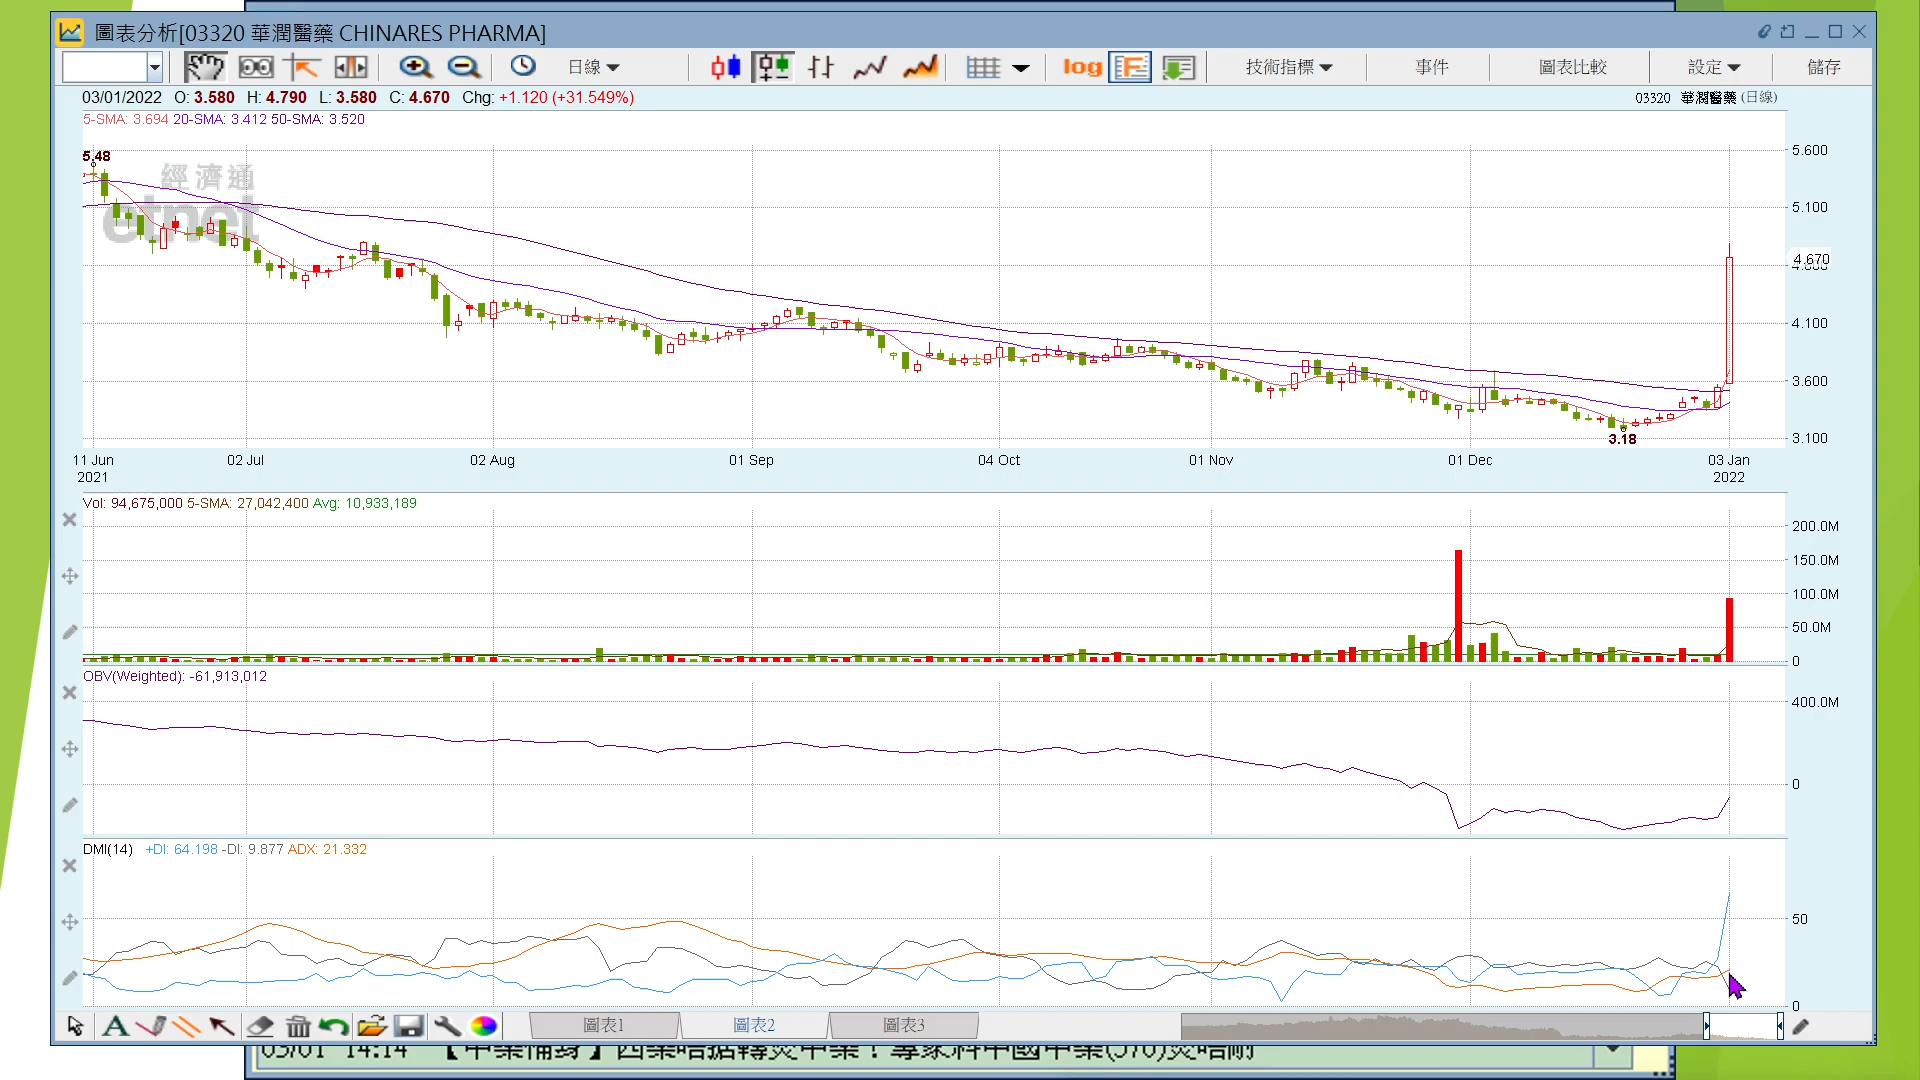 圖表分析[03320 華潤醫藥 CHINARES PHARMA]
日線 log 技術指標 事件 圖表比較 設定 儲存
03/01/2022 O: 3.580 H: 4.790 L: 3.580 C: 4.670 Chg: +1.120 (+31.549%) 03320 華潤醫藥 (日線)
5-SMA: 3.694 20-SMA: 3.412 50-SMA: 3.520
5.48
經濟通
etnet
5.600
5.100
4.670
4.100
3.600
3.18
3.100
11 Jun 02 Jul 02 Aug 01 Sep 04 Oct 01 Nov 01 Dec 03 Jan
2021 2022
Vol: 94,675,000 5-SMA: 27,042,400 Avg: 10,933,189
200.0M
150.0M
100.0M
50.0M
0
OBV(Weighted): -61,913,012
400.0M
0
DMI(14) +DI: 64.198 -DI: 9.877 ADX: 21.332
50
0
圖表1 圖表2 圖表3
03/01 14:14